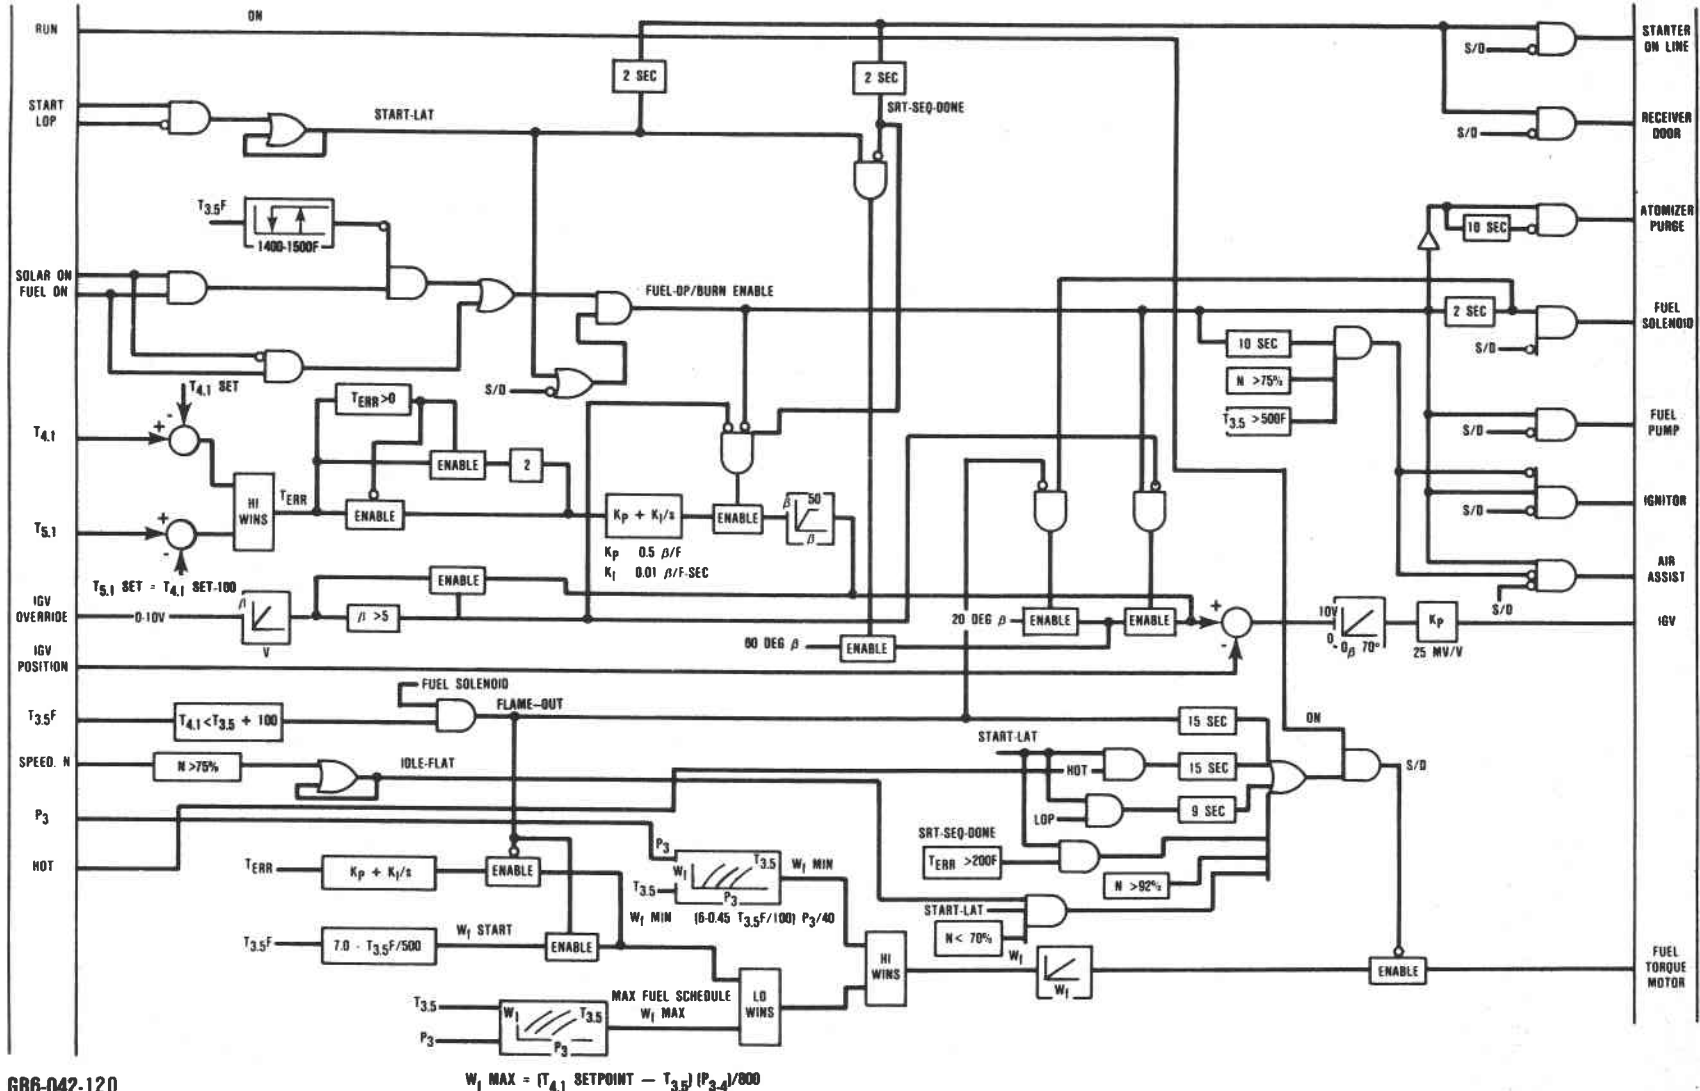 ON
RUN
START
LOP
SOLAR ON
FUEL ON
T4.1
T5.1
IGV
OVERRIDE
IGV
POSITION
T3.5F
SPEED. N
P3
HOT
STARTER
ON LINE
RECEIVER
DOOR
ATOMIZER
PURGE
FUEL
SOLENOID
FUEL
PUMP
IGNITOR
AIR
ASSIST
IGV
FUEL
TORQUE
MOTOR
2 SEC
2 SEC
SRT-SEQ-DONE
START-LAT
S/D
S/D
T3.5F
1400-1500F
10 SEC
FUEL-OP/BURN ENABLE
2 SEC
S/D
10 SEC
N >75%
T3.5 >500F
S/D
T4.1 SET
TERR>0
S/D
ENABLE
2
HI
WINS
TERR
ENABLE
KP + KI/s
ENABLE
β 50
β
KP 0.5 β/F
KI 0.01 β/F-SEC
S/D
T5.1 SET = T4.1 SET-100
ENABLE
0-10V
β
V
β >5
20 DEG β
ENABLE
ENABLE
60 DEG β
ENABLE
10V
0
0β 70°
KP
25 MV/V
S/D
FUEL SOLENOID
T4.1<T3.5 + 100
FLAME-OUT
15 SEC
ON
START-LAT
HOT
15 SEC
S/D
N >75%
IDLE-FLAT
LOP
9 SEC
SRT-SEQ-DONE
TERR >200F
N >92%
START-LAT
N< 70%
TERR
KP + KI/s
ENABLE
P3
Wf
T3.5
T3.5
P3
Wf MIN
Wf MIN (6-0.45 T3.5F/100) P3/40
T3.5F
7.0 - T3.5F/500
Wf START
ENABLE
HI
WINS
Wf
Wf
ENABLE
LO
WINS
T3.5
P3
Wf
T3.5
P3
MAX FUEL SCHEDULE
Wf MAX
GR6-042-120
Wf MAX = (T4.1 SETPOINT — T3.5) (P3-4)/800